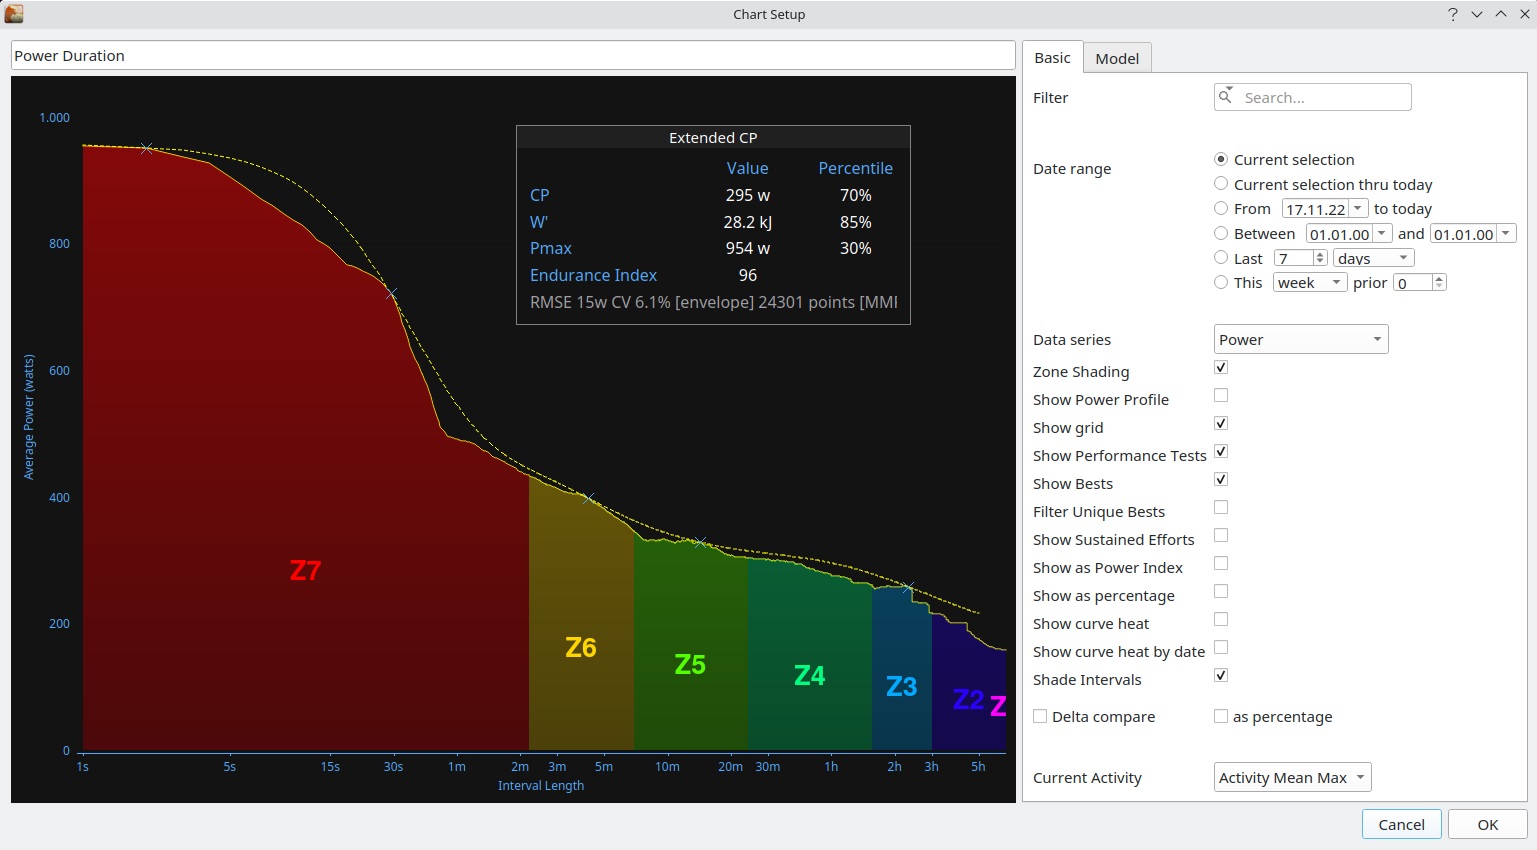 Chart Setup
Power Duration
Basic Model
Filter Search...
Date range
Current selection
Current selection thru today
From 17.11.22 to today
Between 01.01.00 and 01.01.00
Last 7 days
This week prior 0
Data series Power
Zone Shading
Show Power Profile
Show grid
Show Performance Tests
Show Bests
Filter Unique Bests
Show Sustained Efforts
Show as Power Index
Show as percentage
Show curve heat
Show curve heat by date
Shade Intervals
Delta compare as percentage
Current Activity Activity Mean Max
Cancel OK
Extended CP
Value Percentile
CP 295 w 70%
W' 28.2 kJ 85%
Pmax 954 w 30%
Endurance Index 96
RMSE 15w CV 6.1% [envelope] 24301 points [MM
Average Power (watts)
1.000
800
600
400
200
0
Z7
Z6
Z5
Z4
Z3
Z2
Z
1s 5s 15s 30s 1m 2m 3m 5m 10m 20m 30m 1h 2h 3h 5h
Interval Length